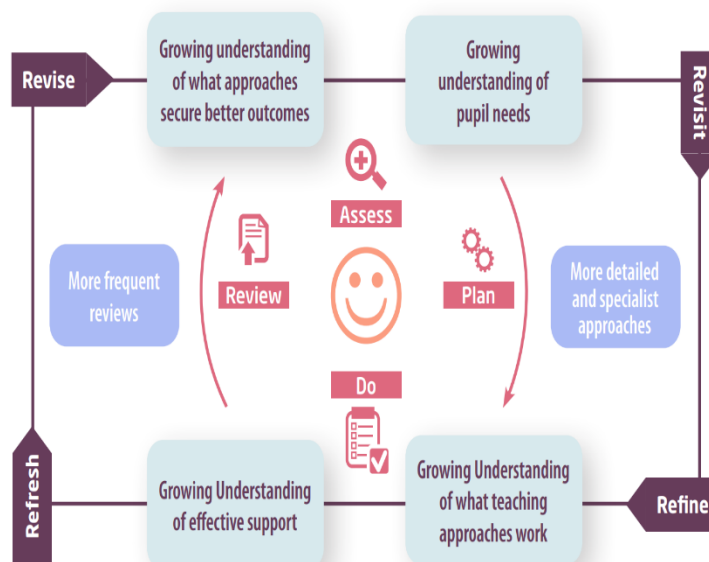 Revise
Growing understanding
of what approaches
secure better outcomes
Growing
understanding of
pupil needs
Revisit
Assess
More frequent
reviews
Review
Plan
More detailed
and specialist
approaches
Do
Refresh
Growing Understanding
of effective support
Growing Understanding
of what teaching
approaches work
Refine